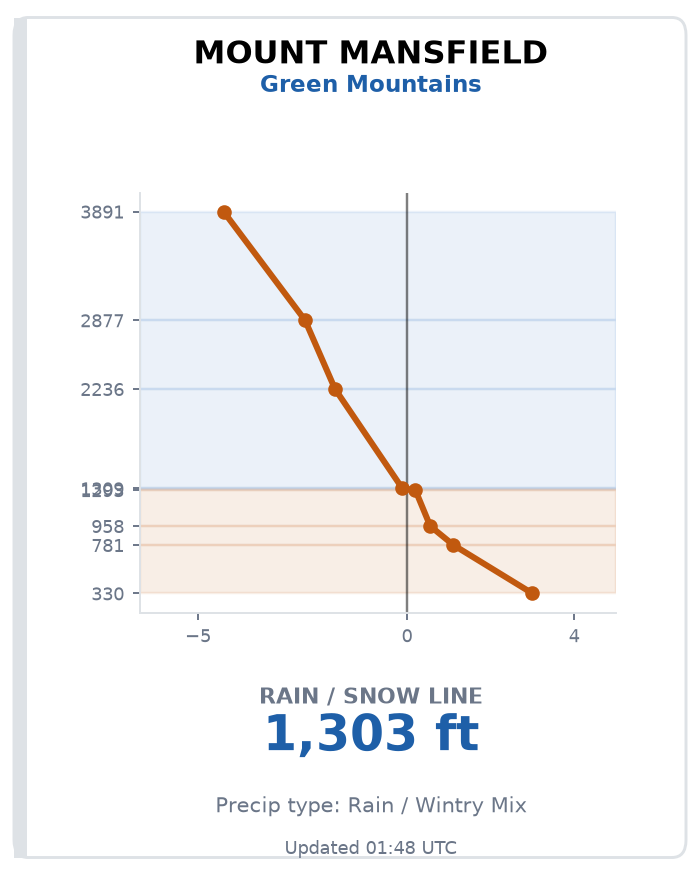 MOUNT MANSFIELD
Green Mountains
3891
2877
2236
958
781
330
−5
0
4
RAIN / SNOW LINE
1,303 ft
Precip type: Rain / Wintry Mix
Updated 01:48 UTC